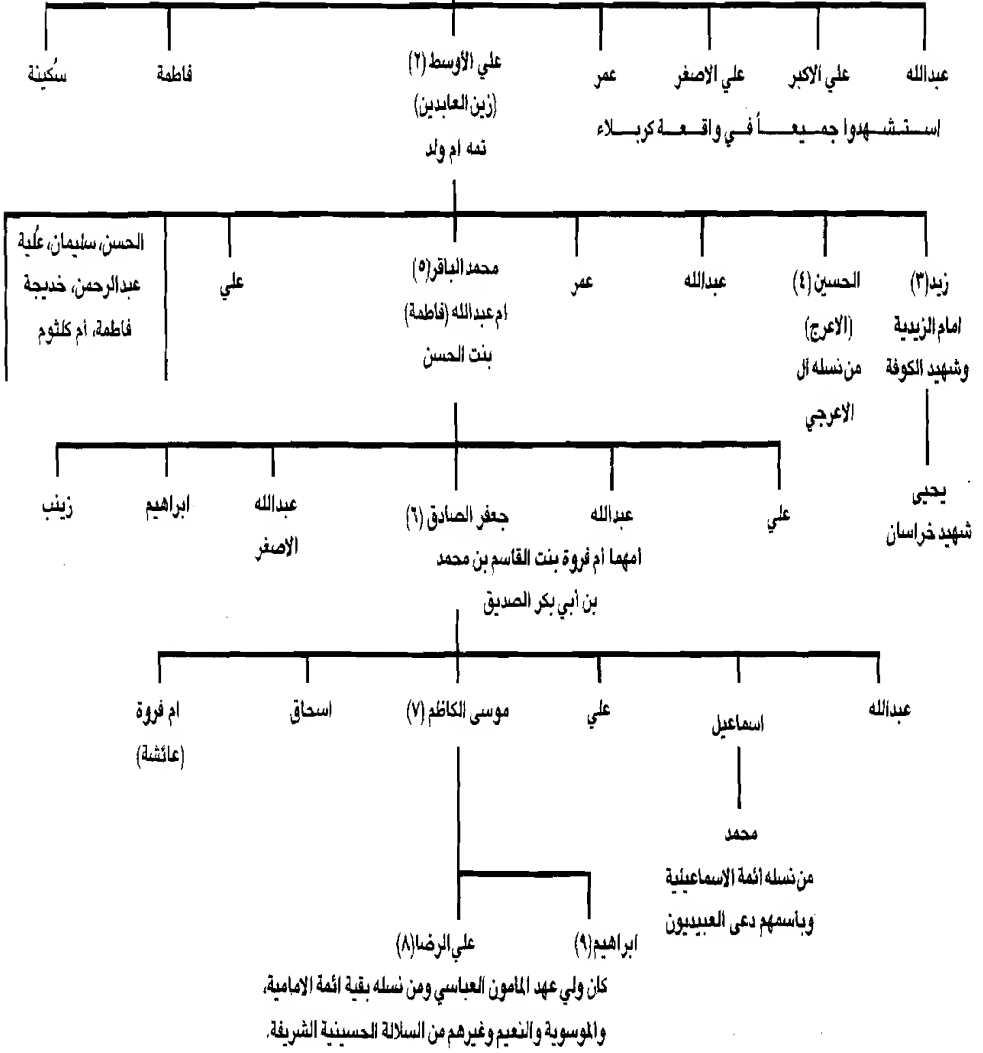 عبدالله علي الاكبر علي الاصغر عمر علي الأوسط (٢) فاطمة سكينة
(زين العابدين)
استشهدوا جميعاً في واقعة كربلاء
تمه ام ولد
زيد(٣) الحسين (٤) عبدالله عمر محمد الباقر(٥) علي الحسن، سليمان، عُلية
امام الزيدية (الاعرج) ام عبدالله (فاطمة) عبدالرحمن، خديجة
وشهيد الكوفة من نسله ال بنت الحسن فاطمة، ام كلثوم
الاعرجي
يحيى
شهيد خراسان
علي عبدالله جعفر الصادق (٦) عبدالله ابراهيم زينب
امهما ام فروة بنت القاسم بن محمد الاصغر
بن أبي بكر الصديق
عبدالله اسماعيل علي موسى الكاظم (٧) اسحاق ام فروة
(عائشة)
محمد
من نسله ائمة الاسماعيلية
وباسمهم دعى العبيديون
ابراهيم(٩) علي الرضا(٨)
كان ولي عهد المأمون العباسي ومن نسله بقية ائمة الامامية،
والموسوية والنعيم وغيرهم من السلالة الحسينية الشريفة.